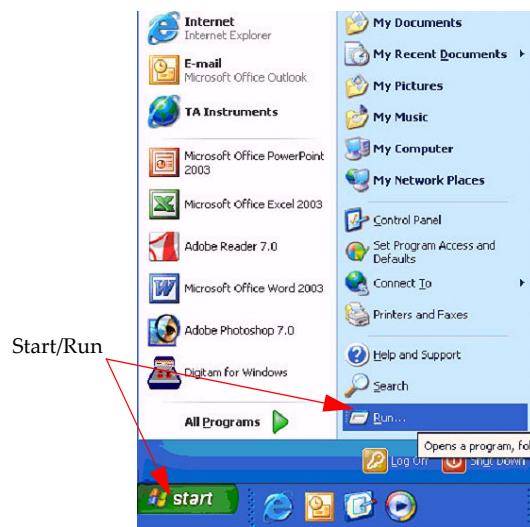 Internet
Internet Explorer
E-mail
Microsoft Office Outlook
TA Instruments
Microsoft Office PowerPoint
2003
Microsoft Office Excel 2003
Adobe Reader 7.0
Microsoft Office Word 2003
Adobe Photoshop 7.0
Digitam for Windows
All Programs
My Documents
My Recent Documents
My Pictures
My Music
My Computer
My Network Places
Control Panel
Set Program Access and
Defaults
Connect To
Printers and Faxes
Help and Support
Search
Run...
Opens a program, fol
Log Off
Shut Down
Start/Run
start